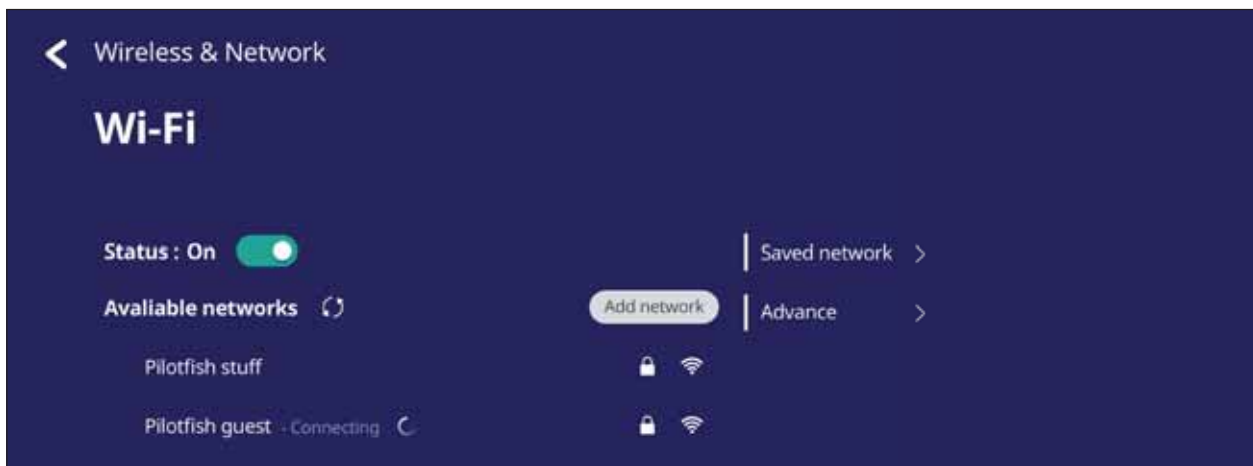 Wireless & Network
Wi-Fi
Status : On
Saved network
Avaliable networks
Add network
Advance
Pilotfish stuff
Pilotfish guest - Connecting